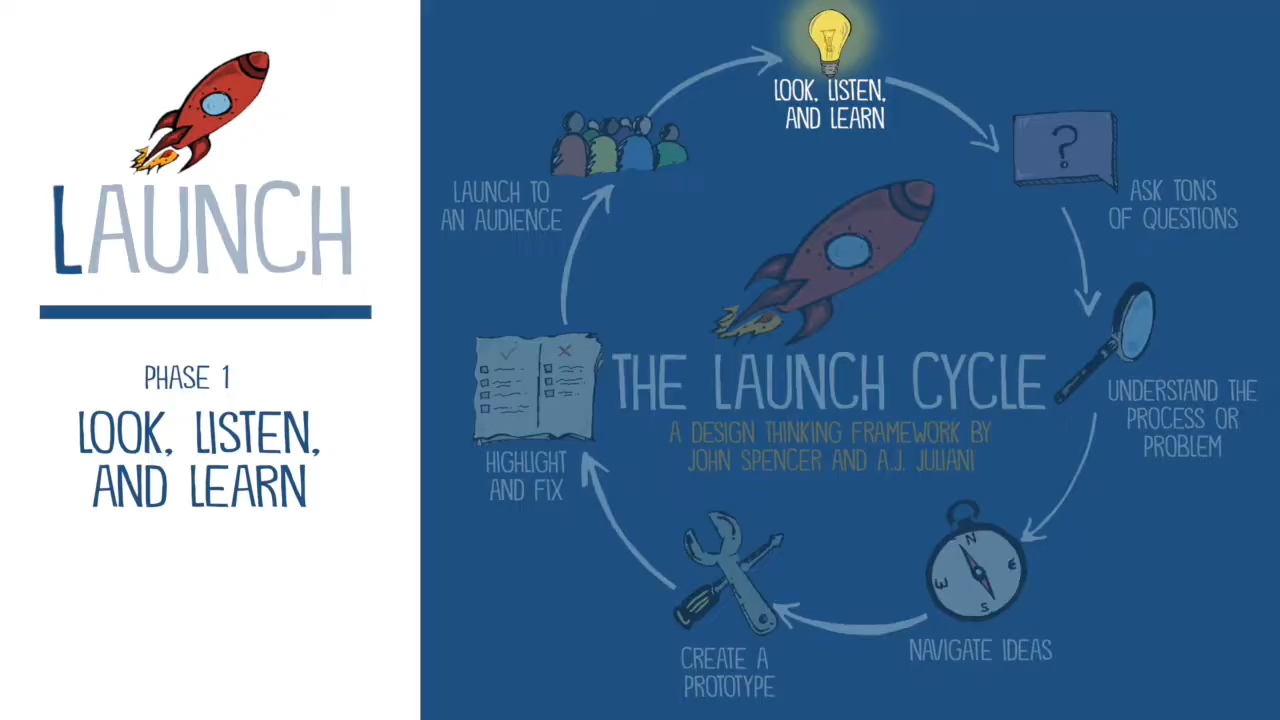 LAUNCH
PHASE 1
LOOK, LISTEN,
AND LEARN
LOOK, LISTEN,
AND LEARN
?
ASK TONS
OF QUESTIONS
UNDERSTAND THE
PROCESS OR
PROBLEM
N
W
S
E
NAVIGATE IDEAS
CREATE A
PROTOTYPE
HIGHLIGHT
AND FIX
LAUNCH TO
AN AUDIENCE
THE LAUNCH CYCLE
A DESIGN THINKING FRAMEWORK BY
JOHN SPENCER AND A.J. JULIANI